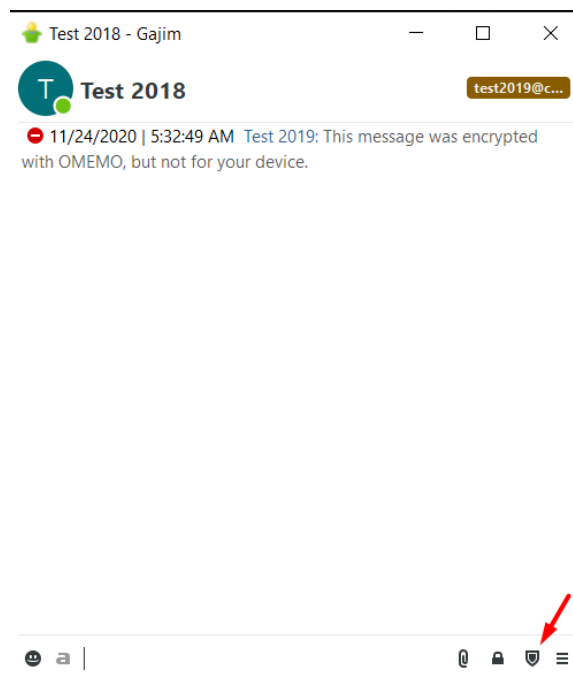 Test 2018 - Gajim
T
Test 2018
test2019@c...
11/24/2020 | 5:32:49 AM Test 2019: This message was encrypted
with OMEMO, but not for your device.
a